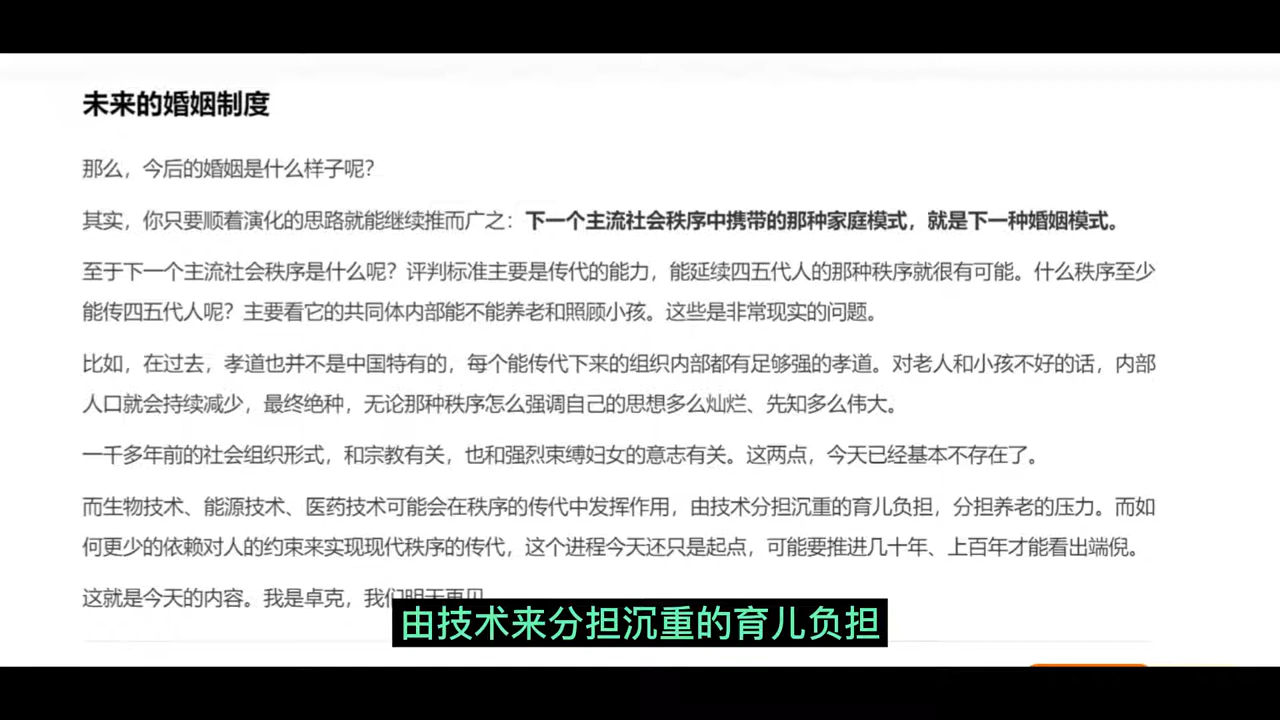 未来的婚姻制度
那么，今后的婚姻是什么样子呢？
其实，你只要顺着演化的思路就能继续推而广之：下一个主流社会秩序中携带的那种家庭模式，就是下一种婚姻模式。
至于下一个主流社会秩序是什么呢？评判标准主要是传代的能力，能延续四五代人的那种秩序就很有可能。什么秩序至少
能传四五代人呢？主要看它的共同体内部能不能养老和照顾小孩。这些是非常现实的问题。
比如，在过去，孝道也并不是中国特有的，每个能传代下来的组织内部都有足够强的孝道。对老人和小孩不好的话，内部
人口就会持续减少，最终绝种，无论那种秩序怎么强调自己的思想多么灿烂、先知多么伟大。
一千多年前的社会组织形式，和宗教有关，也和强烈束缚妇女的意志有关。这两点，今天已经基本不存在了。
而生物技术、能源技术、医药技术可能会在秩序的传代中发挥作用，由技术分担沉重的育儿负担，分担养老的压力。而如
何更少的依赖对人的约束来实现现代秩序的传代，这个进程今天还只是起点，可能要推进几十年、上百年才能看出端倪。
这就是今天的内容。我是卓克，我们明天再见
由技术来分担沉重的育儿负担